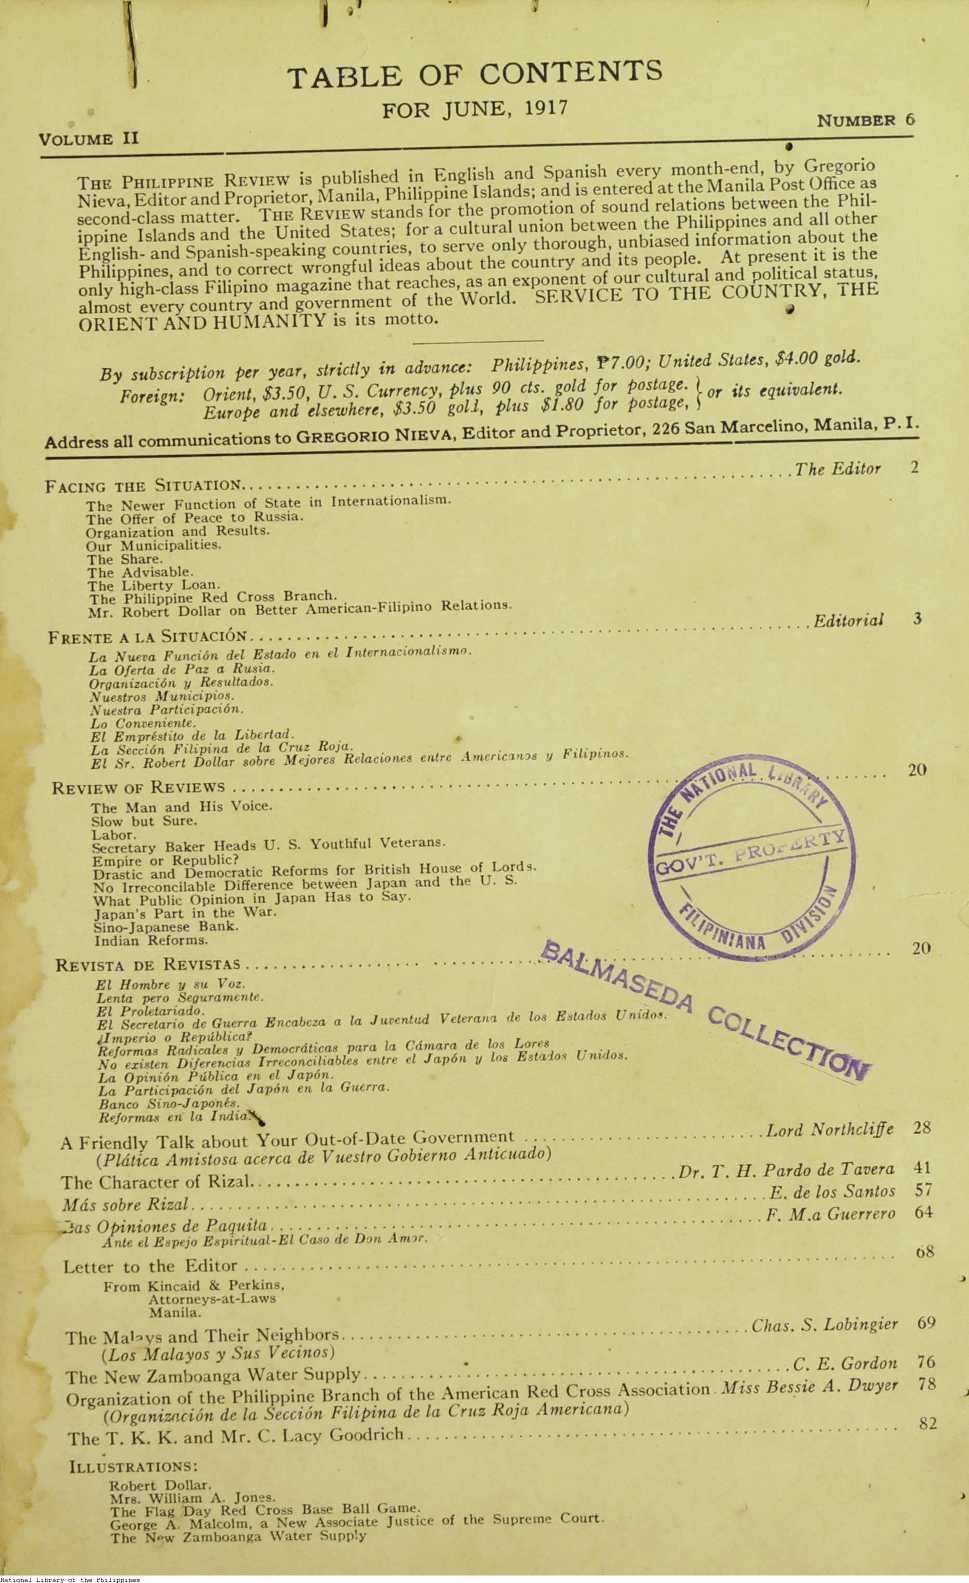 TABLE OF CONTENTS
FOR JUNE, 1917
VOLUME II
NUMBER 6
THE PHILIPPINE REVIEW is published in English and Spanish every month-end, by Gregorio
Nieva, Editor and Proprietor, Manila, Philippine Islands; and is entered at the Manila Post Office as
second-class matter. THE REVIEW stands for the promotion of sound relations between the Phil-
ippine Islands and the United States; for a cultural union between the Philippines and all other
English- and Spanish-speaking countries, to serve only thorough, unbiased information about the
Philippines, and to correct wrongful ideas about the country and its people. At present it is the
only high-class Filipino magazine that reaches, as an exponent of our cultural and political status,
almost every country and government of the World. SERVICE TO THE COUNTRY, THE
ORIENT AND HUMANITY is its motto.
By subscription per year, strictly in advance: Philippines, ₱7.00; United States, $4.00 gold.
Foreign: Orient, $3.50, U. S. Currency, plus 90 cts. gold for postage. } or its equivalent.
Europe and elsewhere, $3.50 gold, plus $1.80 for postage,
Address all communications to GREGORIO NIEVA, Editor and Proprietor, 226 San Marcelino, Manila, P. I.
FACING THE SITUATION..........The Editor 2
The Newer Function of State in Internationalism.
The Offer of Peace to Russia.
Organization and Results.
Our Municipalities.
The Share.
The Advisable.
The Liberty Loan.
The Philippine Red Cross Branch.
Mr. Robert Dollar on Better American-Filipino Relations.
FRENTE A LA SITUACIÓN..........Editorial 3
La Nueva Función del Estado en el Internacionalismo.
La Oferta de Paz a Rusia.
Organización y Resultados.
Nuestros Municipios.
Nuestra Participación.
Lo Conveniente.
El Empréstito de la Libertad.
La Sección Filipina de la Cruz Roja.
El Sr. Robert Dollar sobre Mejores Relaciones entre Americanos y Filipinos.
REVIEW OF REVIEWS .......... 20
The Man and His Voice.
Slow but Sure.
Labor.
Secretary Baker Heads U. S. Youthful Veterans.
Empire or Republic?
Drastic and Democratic Reforms for British House of Lords.
No Irreconcilable Difference between Japan and the U. S.
What Public Opinion in Japan Has to Say.
Japan's Part in the War.
Sino-Japanese Bank.
Indian Reforms.
THE NATIONAL LIBRARY
GOV'T. PROPERTY
FILIPINIANA DIVISION
BALMASEDA COLLECTION
REVISTA DE REVISTAS .......... 20
El Hombre y su Voz.
Lenta pero Seguramente.
El Proletariado.
El Secretario de Guerra Encabeza a la Juventud Veterana de los Estados Unidos.
¿Imperio o República?
Reformas Radicales y Democráticas para la Cámara de los Lores
No existen Diferencias Irreconciliables entre el Japón y los Estados Unidos.
La Opinión Pública en el Japón.
La Participación del Japón en la Guerra.
Banco Sino-Japonés.
Reformas en la India.
A Friendly Talk about Your Out-of-Date Government ..........Lord Northcliffe 28
(Plática Amistosa acerca de Vuestro Gobierno Anticuado)
The Character of Rizal..........Dr. T. H. Pardo de Tavera 41
Más sobre Rizal..........E. de los Santos 57
Las Opiniones de Paquita..........F. M.a Guerrero 64
Ante el Espejo Espiritual-El Caso de Don Amor.
Letter to the Editor .......... 68
From Kincaid & Perkins,
Attorneys-at-Laws
Manila.
The Malays and Their Neighbors..........Chas. S. Lobingier 69
(Los Malayos y Sus Vecinos)
The New Zamboanga Water Supply..........C. E. Gordon 76
Organization of the Philippine Branch of the American Red Cross Association. Miss Bessie A. Dwyer 78
(Organización de la Sección Filipina de la Cruz Roja Americana)
The T. K. K. and Mr. C. Lacy Goodrich.......... 82
ILLUSTRATIONS:
Robert Dollar.
Mrs. William A. Jones.
The Flag Day Red Cross Base Ball Game.
George A. Malcolm, a New Associate Justice of the Supreme Court.
The New Zamboanga Water Supply
National Library of the Philippines